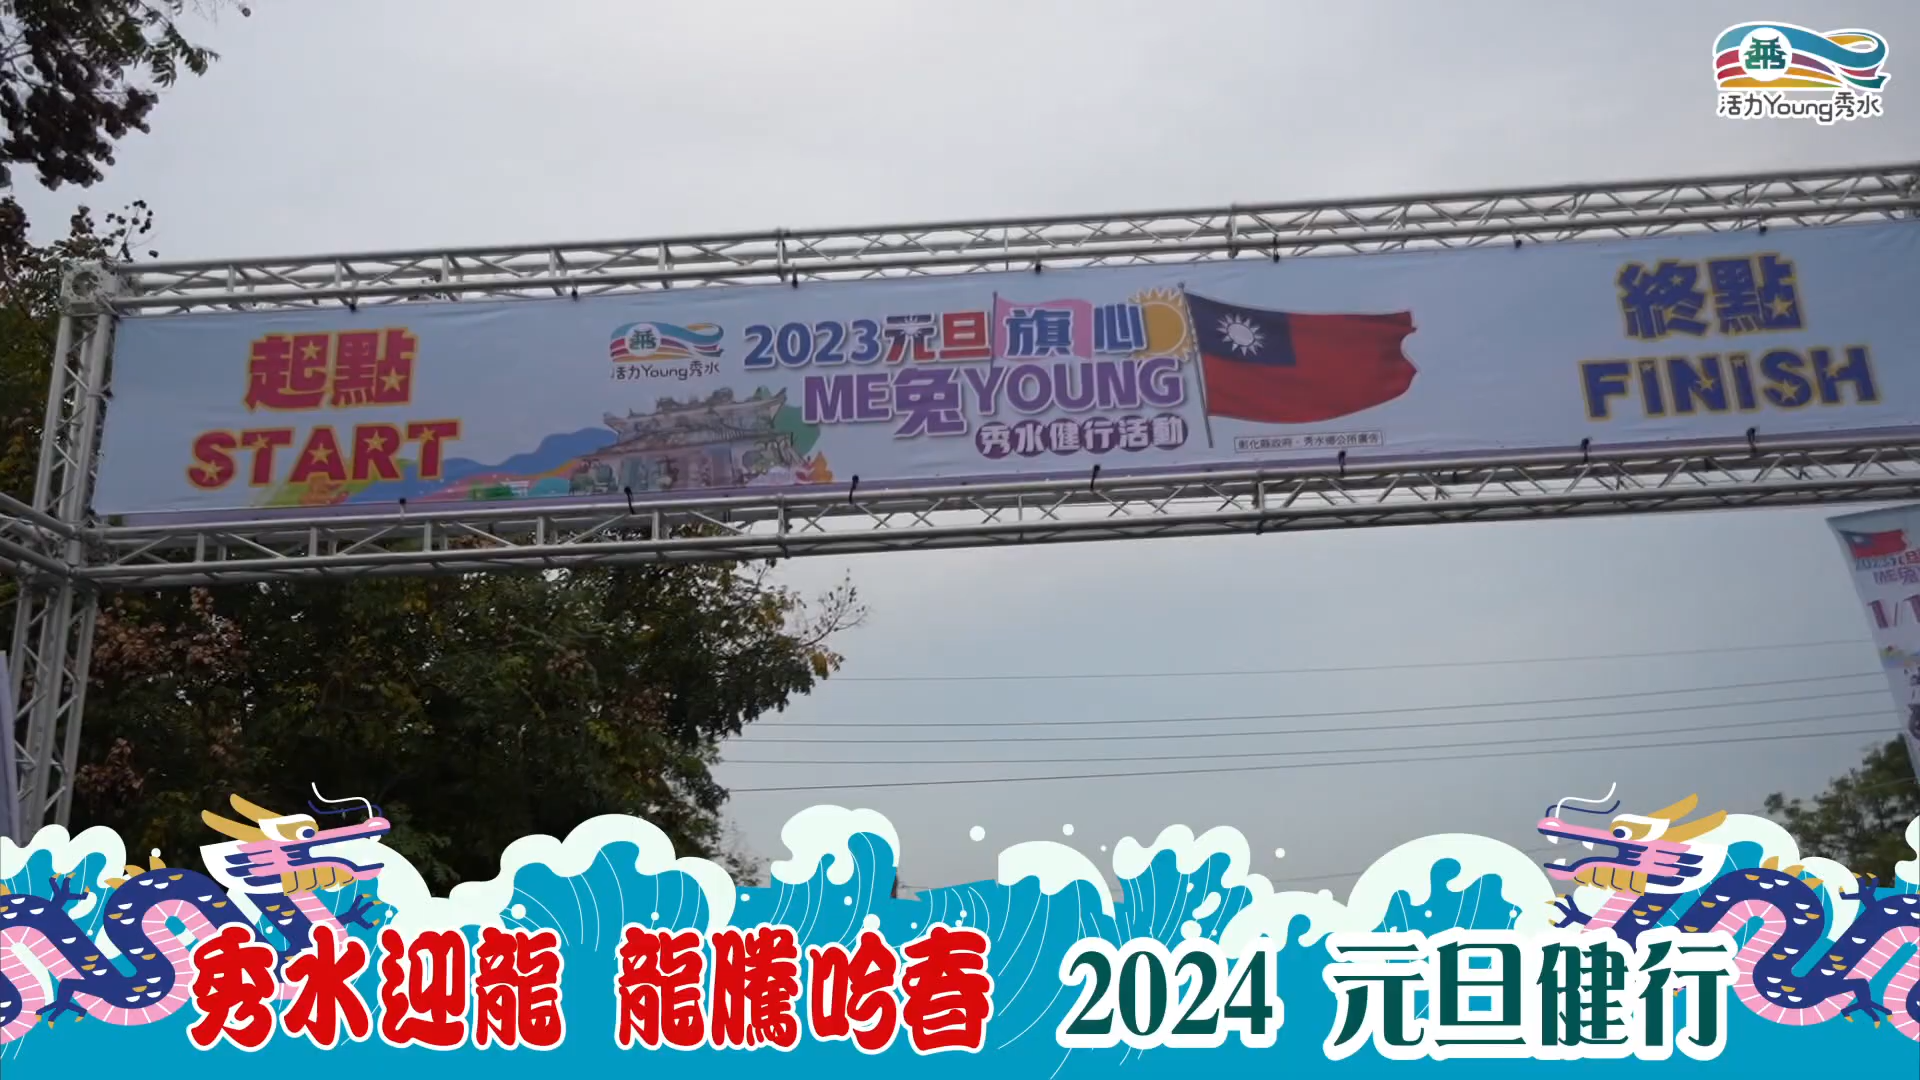 活力Young秀水
起點
START
活力Young秀水
2023元旦旗心
ME兔YOUNG
秀水健行活動
彰化縣政府、秀水鄉公所廣告
終點
FINISH
秀水迎龍 龍騰吟春 2024 元旦健行